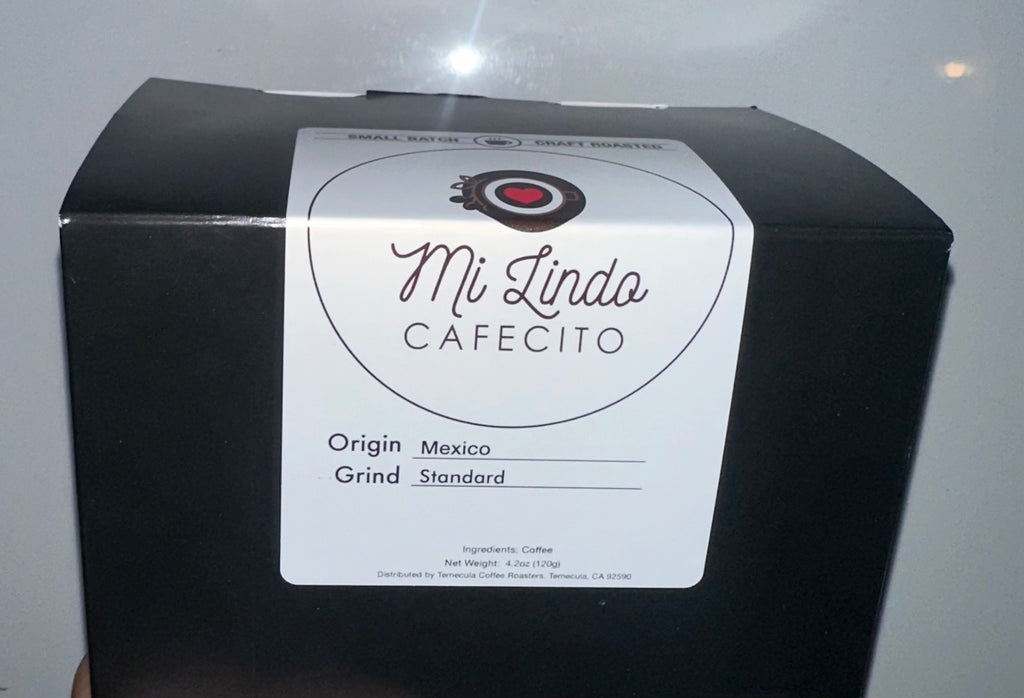 SMALL BATCH CRAFT ROASTED
Mi Lindo
CAFECITO
Origin Mexico
Grind Standard
Ingredients: Coffee
Net Weight: 4.2oz (120g)
Distributed by Temecula Coffee Roasters. Temecula, CA 92590